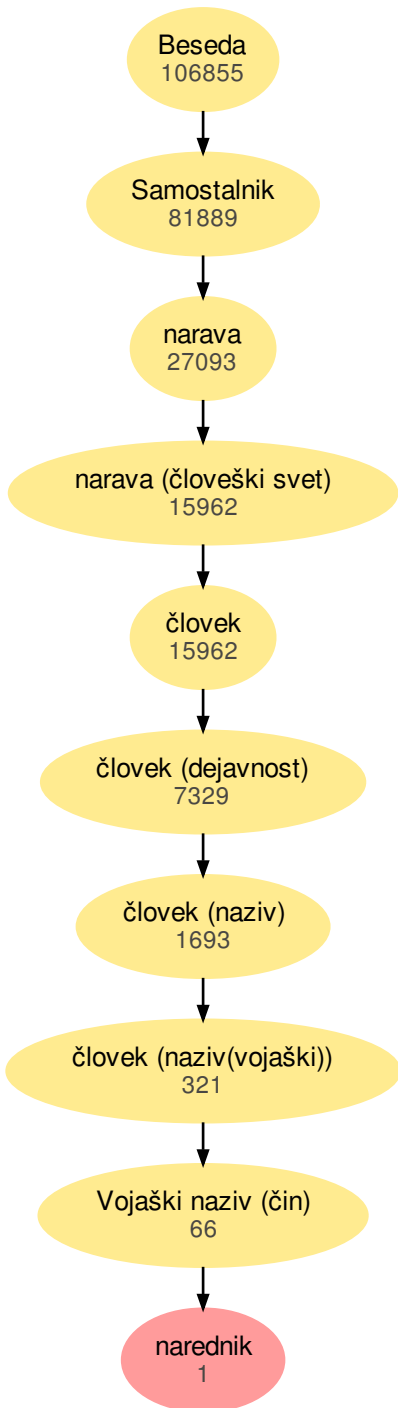 Beseda
106855
Samostalnik
81889
narava
27093
narava (človeški svet)
15962
človek
15962
človek (dejavnost)
7329
človek (naziv)
1693
človek (naziv(vojaški))
321
Vojaški naziv (čin)
66
narednik
1